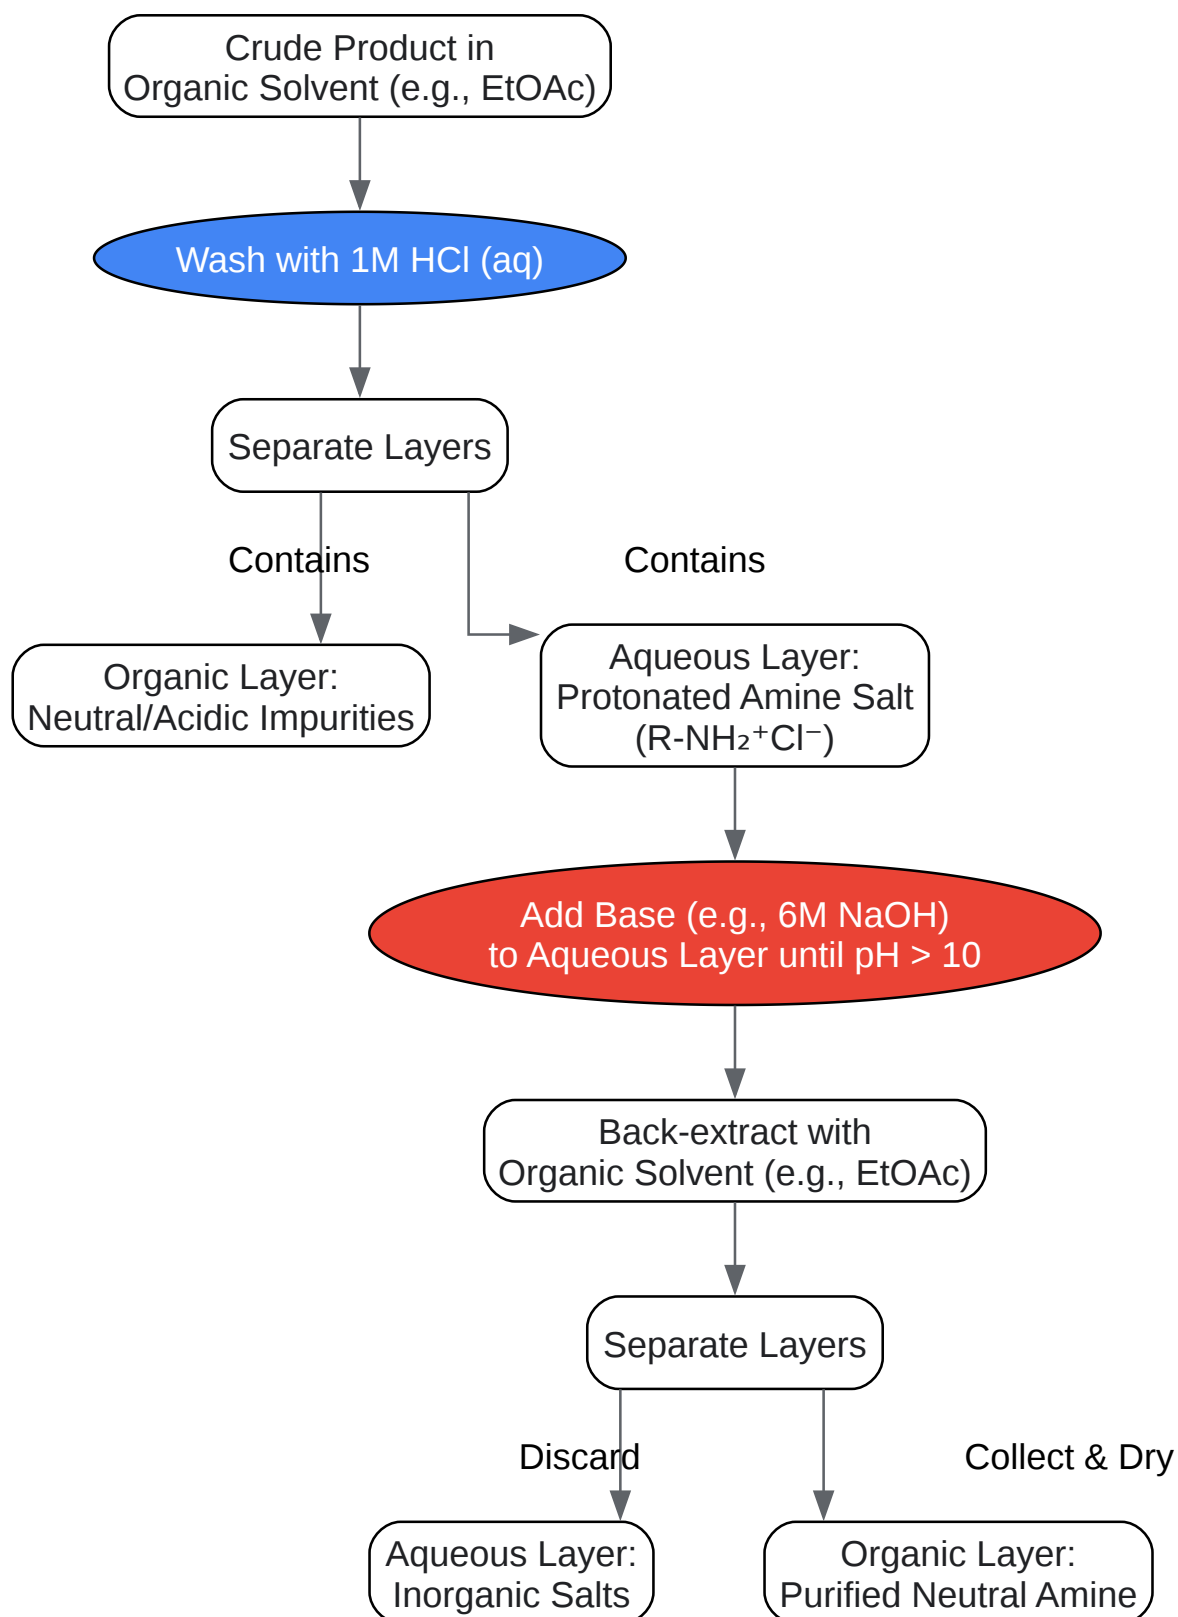 Crude Product in
Organic Solvent (e.g., EtOAc)
Wash with 1M HCl (aq)
Separate Layers
Contains
Contains
Organic Layer:
Neutral/Acidic Impurities
Aqueous Layer:
Protonated Amine Salt
(R-NH₂⁺Cl⁻)
Add Base (e.g., 6M NaOH)
to Aqueous Layer until pH > 10
Back-extract with
Organic Solvent (e.g., EtOAc)
Separate Layers
Discard
Collect & Dry
Aqueous Layer:
Inorganic Salts
Organic Layer:
Purified Neutral Amine